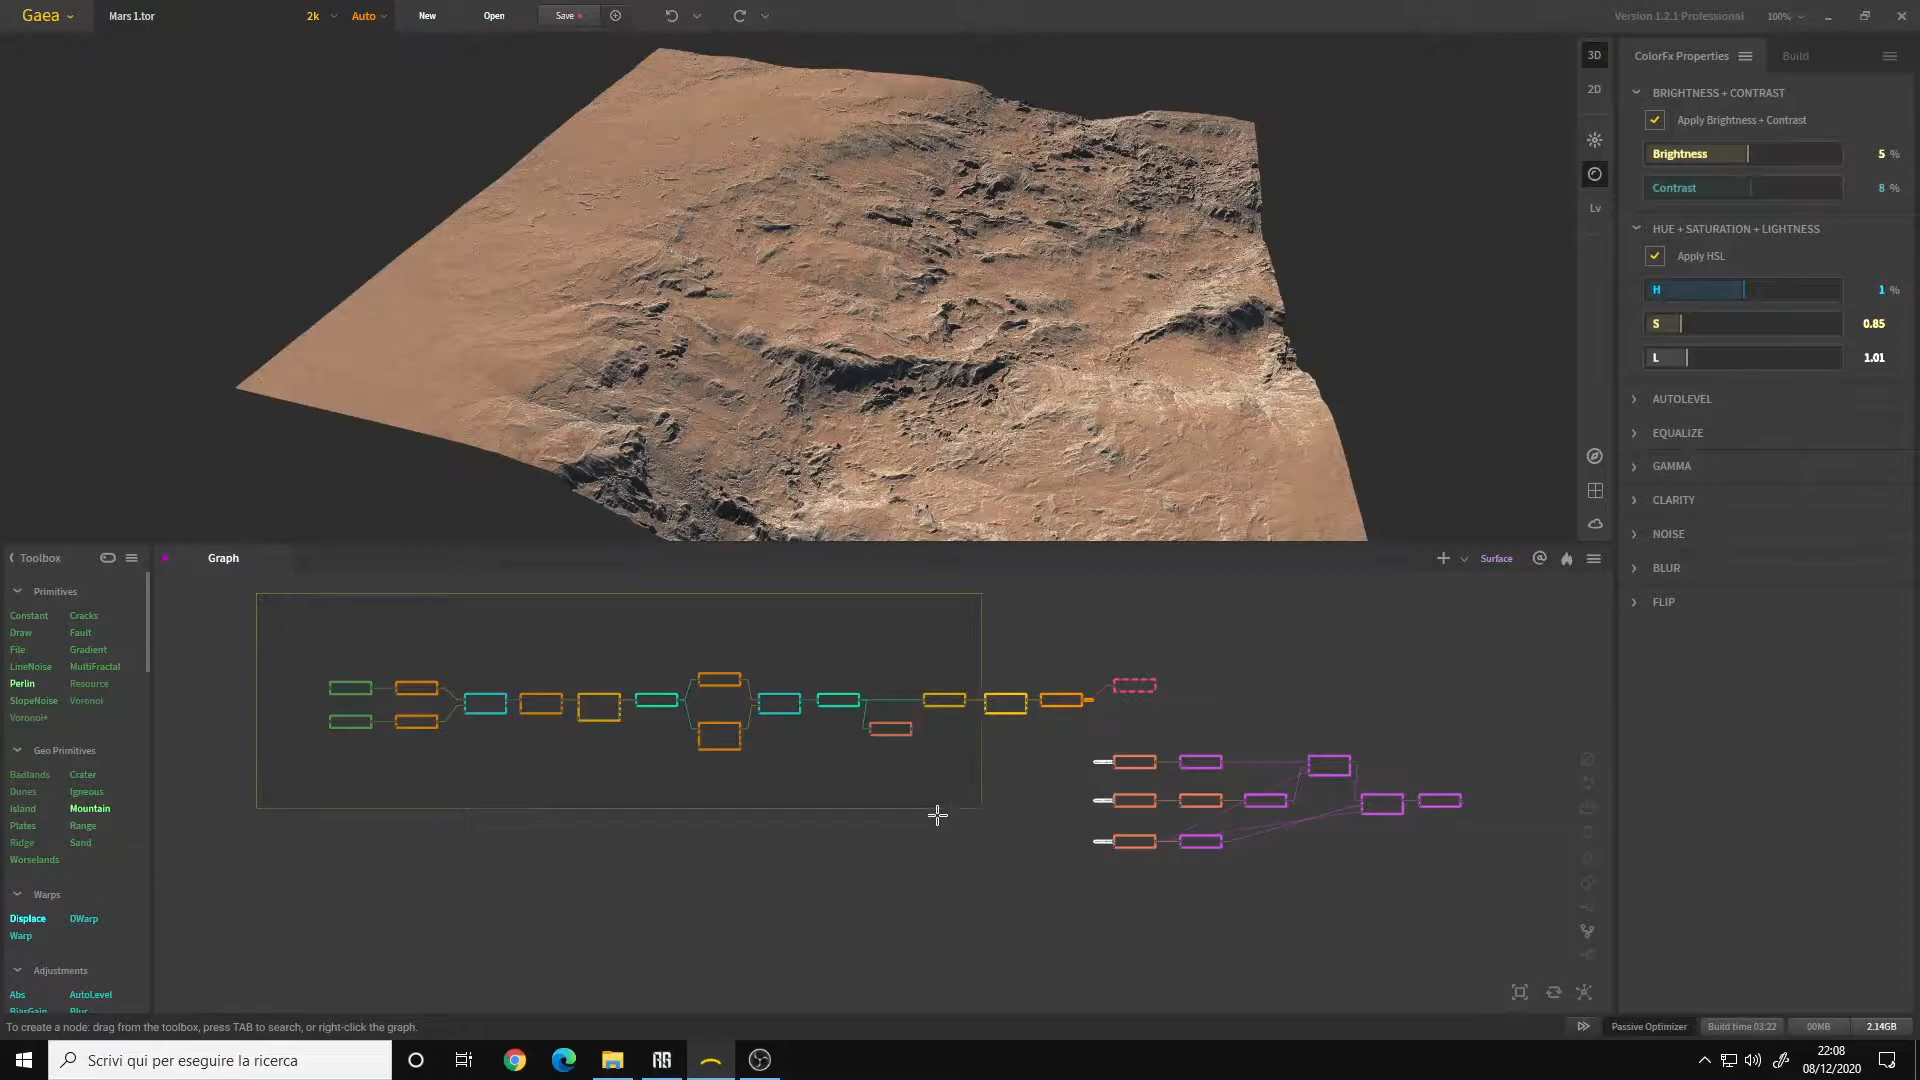 Gaea
Mars 1.tor
2k
Auto
New
Open
Save
Version 1.2.1 Professional
100%
3D
2D
Lv
ColorFx Properties
Build
BRIGHTNESS + CONTRAST
Apply Brightness + Contrast
Brightness 5 %
Contrast 8 %
HUE + SATURATION + LIGHTNESS
Apply HSL
H 1 %
S 0.85
L 1.01
AUTOLEVEL
EQUALIZE
GAMMA
CLARITY
NOISE
BLUR
FLIP
Toolbox
Graph
Surface
Primitives
Constant Cracks
Draw Fault
File Gradient
LineNoise MultiFractal
Perlin Resource
SlopeNoise Voronoi
Voronoi+
Geo Primitives
Badlands Crater
Dunes Igneous
Island Mountain
Plates Range
Ridge Sand
Worselands
Warps
Displace DWarp
Warp
Adjustments
Abs AutoLevel
BiasGain Blur
To create a node: drag from the toolbox, press TAB to search, or right-click the graph.
Passive Optimizer
Build time 03:22
00MB
2.14GB
Scrivi qui per eseguire la ricerca
22:08
08/12/2020